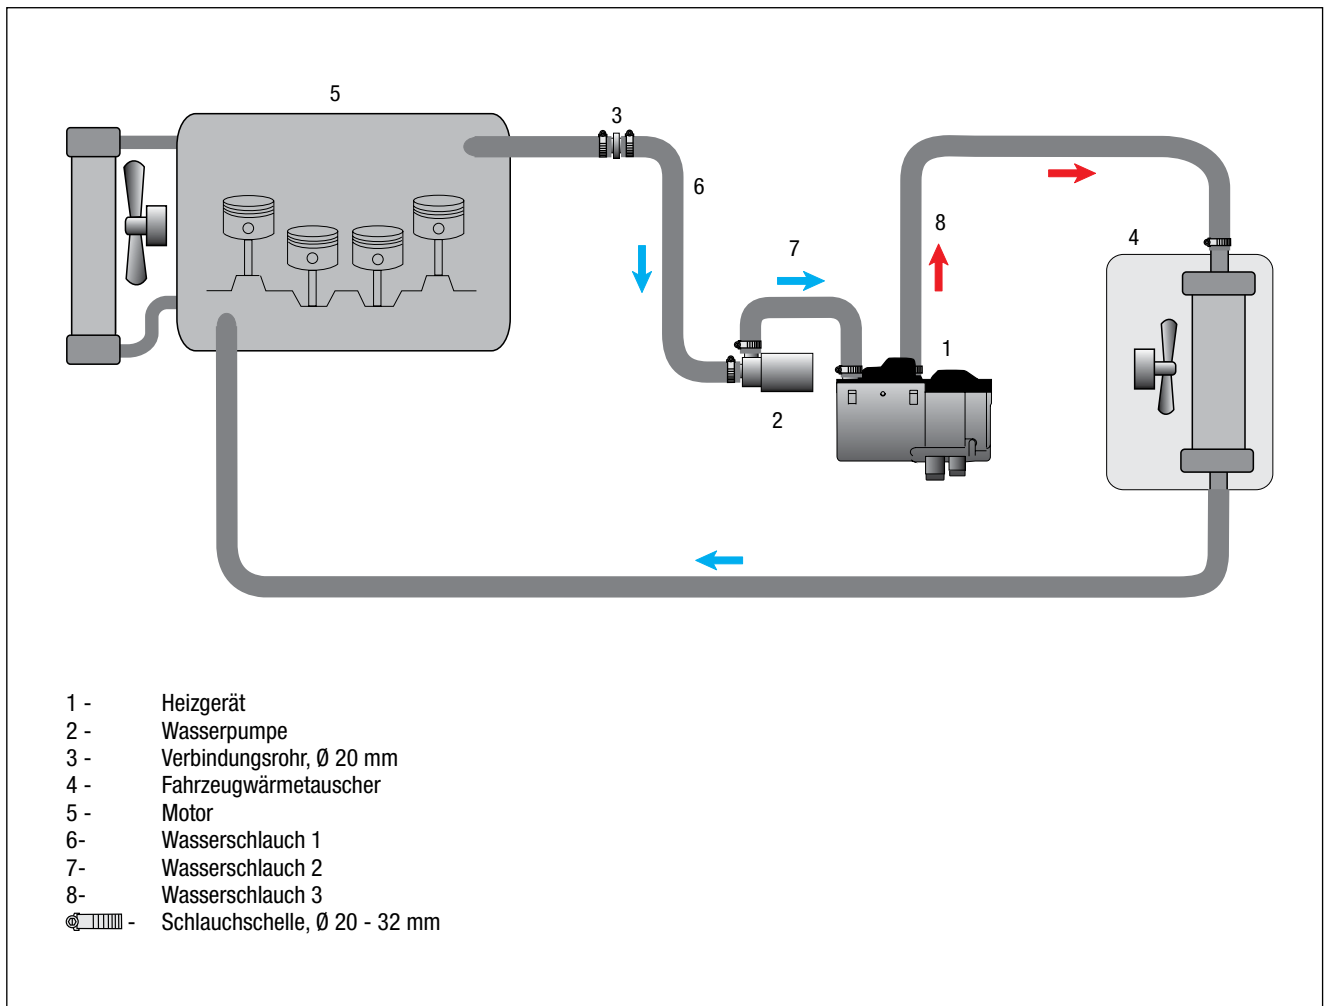 5
3
6
7
8
4
1
2
1 - Heizgerät
2 - Wasserpumpe
3 - Verbindungsrohr, Ø 20 mm
4 - Fahrzeugwärmetauscher
5 - Motor
6- Wasserschlauch 1
7- Wasserschlauch 2
8- Wasserschlauch 3
- Schlauchschelle, Ø 20 - 32 mm